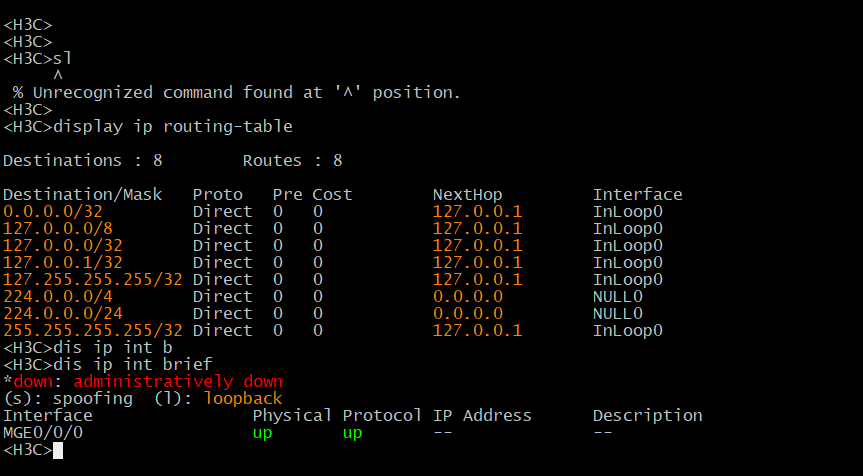 <H3C>
<H3C>
<H3C>sl
^
% Unrecognized command found at '^' position.
<H3C>
<H3C>display ip routing-table
Destinations : 8 Routes : 8
Destination/Mask Proto Pre Cost NextHop Interface
0.0.0.0/32 Direct 0 0 127.0.0.1 InLoop0
127.0.0.0/8 Direct 0 0 127.0.0.1 InLoop0
127.0.0.0/32 Direct 0 0 127.0.0.1 InLoop0
127.0.0.1/32 Direct 0 0 127.0.0.1 InLoop0
127.255.255.255/32 Direct 0 0 127.0.0.1 InLoop0
224.0.0.0/4 Direct 0 0 0.0.0.0 NULL0
224.0.0.0/24 Direct 0 0 0.0.0.0 NULL0
255.255.255.255/32 Direct 0 0 127.0.0.1 InLoop0
<H3C>dis ip int b
<H3C>dis ip int brief
*down: administratively down
(s): spoofing (l): loopback
Interface Physical Protocol IP Address Description
MGE0/0/0 up up -- --
<H3C>